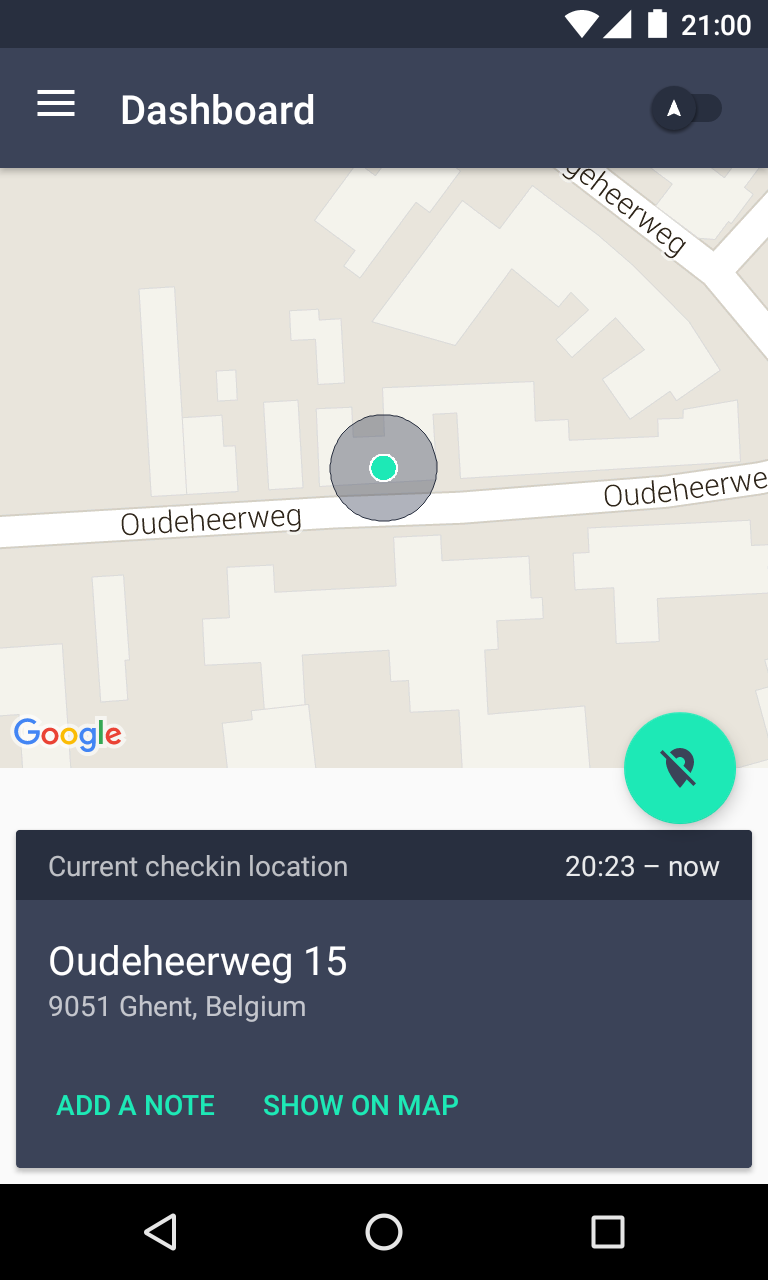 21:00
Dashboard
geheerweg
Oudeheerwe
Oudeheerweg
Google
Current checkin location 20:23 – now
Oudeheerweg 15
9051 Ghent, Belgium
ADD A NOTE SHOW ON MAP